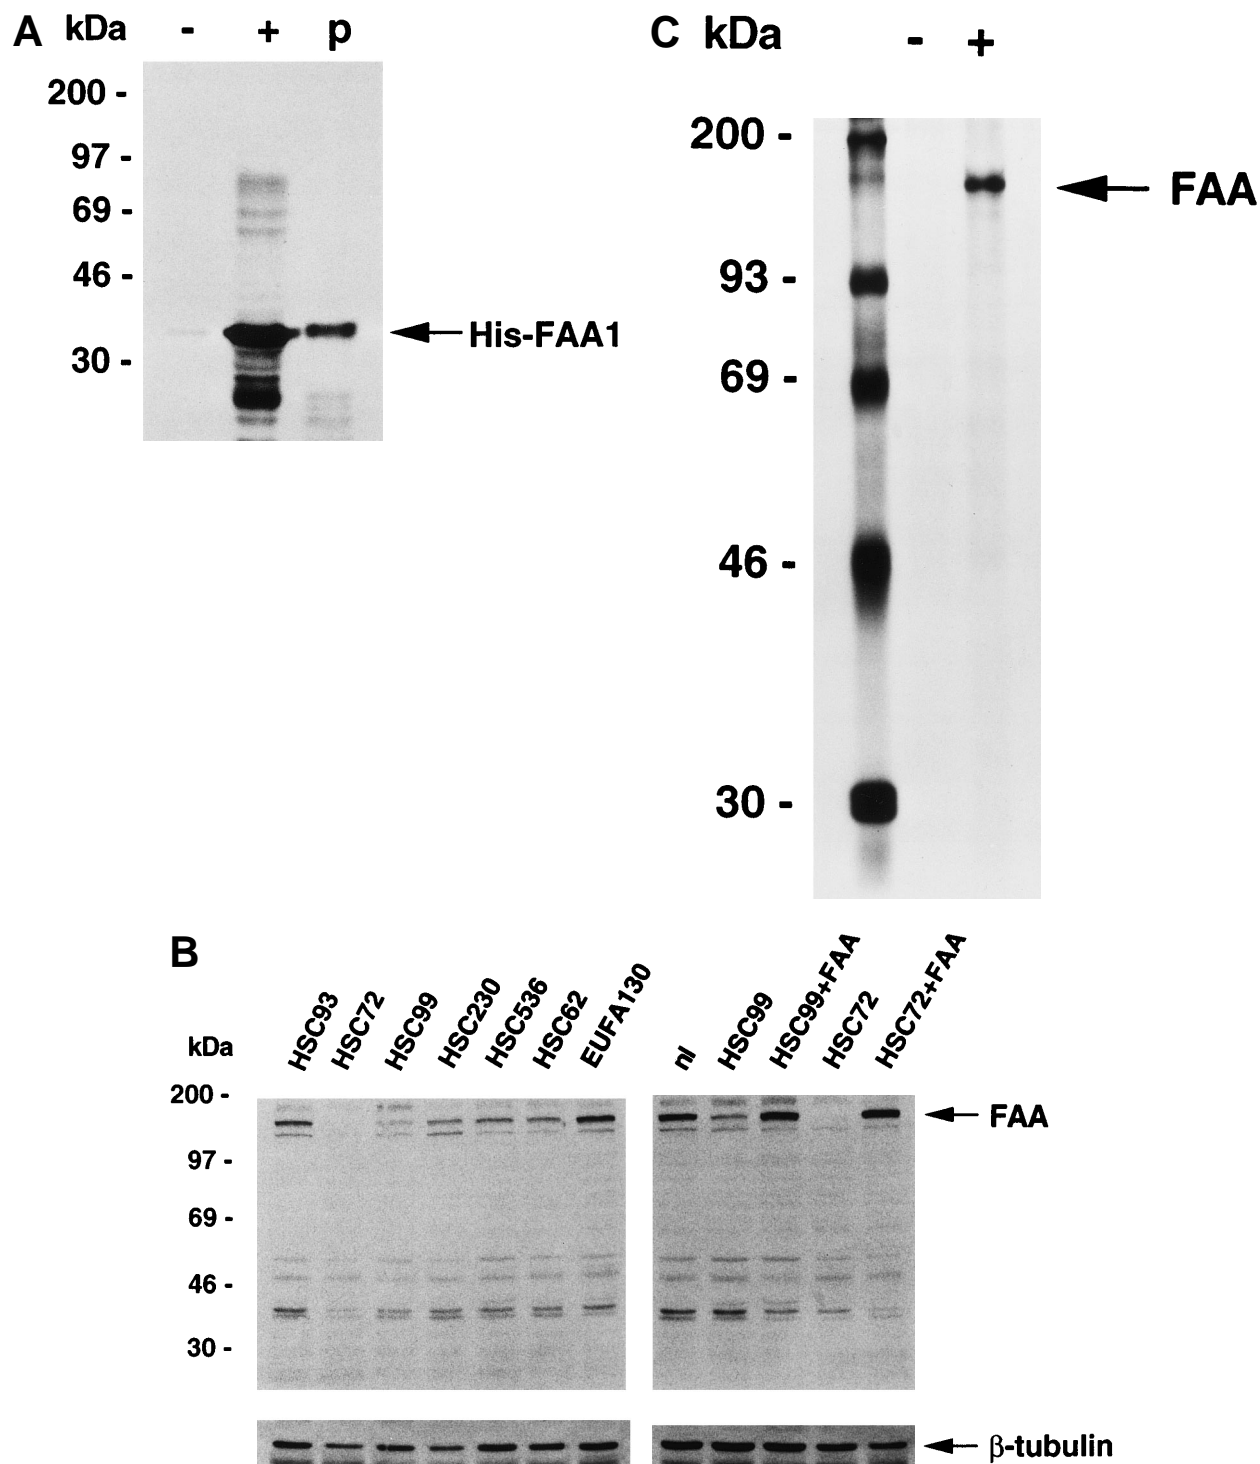 A kDa - + p
200 -
97 -
69 -
46 -
30 -
His-FAA1
C kDa - +
200 -
93 -
69 -
46 -
30 -
FAA
B
kDa
HSC93 HSC72 HSC99 HSC230 HSC536 HSC62 EUFA130
nl HSC99 HSC99+FAA HSC72 HSC72+FAA
200 -
97 -
69 -
46 -
30 -
FAA
β-tubulin